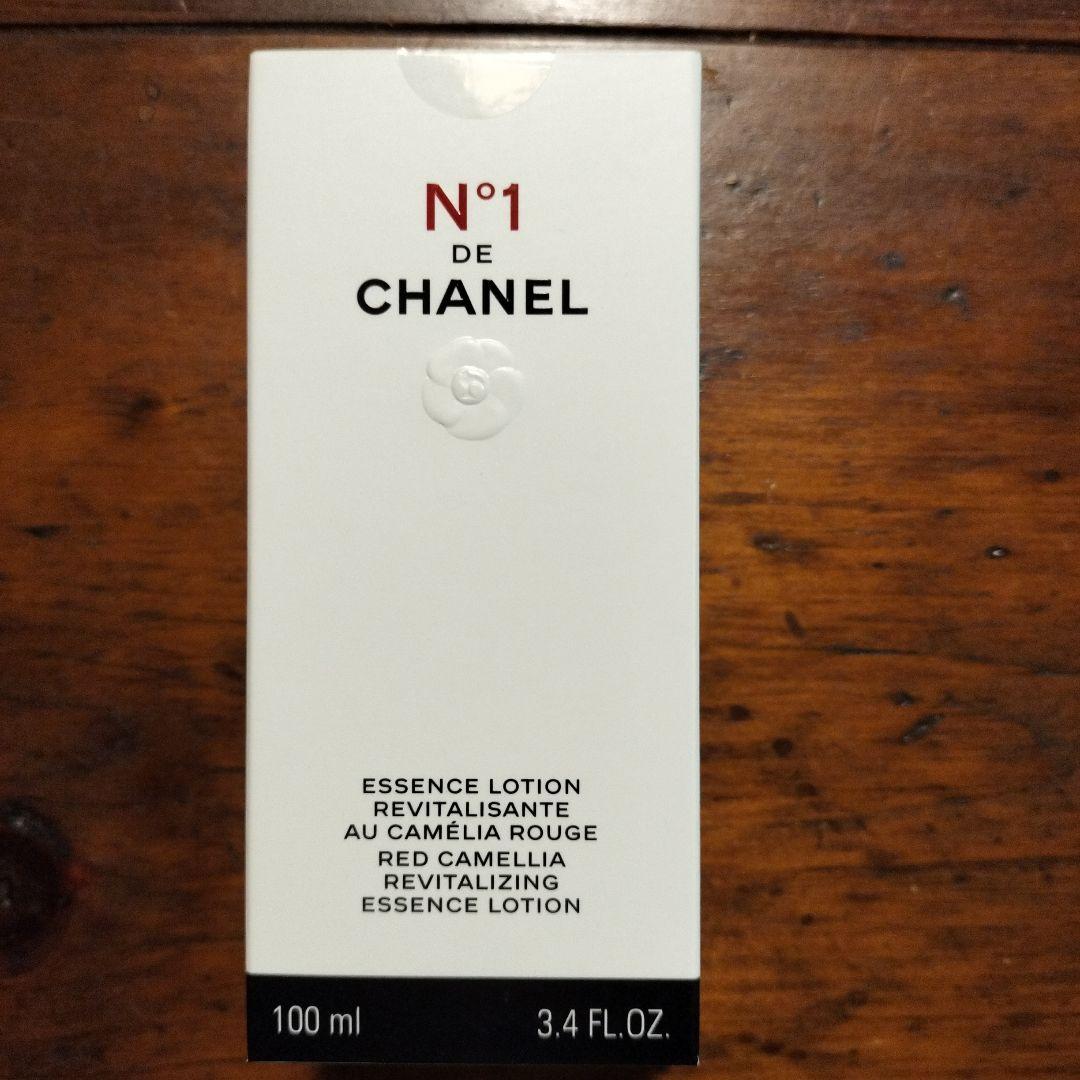 N°1
DE
CHANEL
ESSENCE LOTION
REVITALISANTE
AU CAMÉLIA ROUGE
RED CAMELLIA
REVITALIZING
ESSENCE LOTION
100 ml 3.4 FL.OZ.